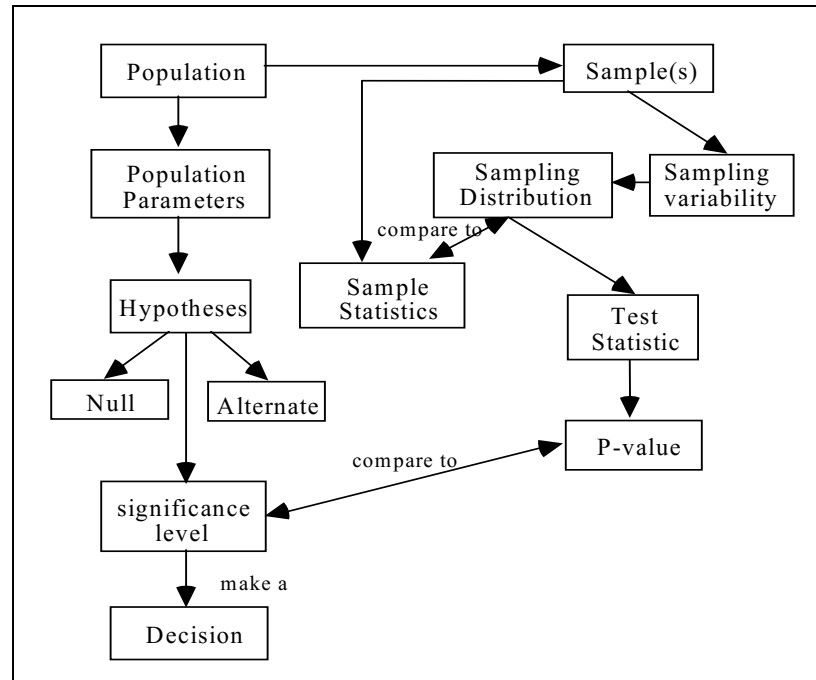 Population
Sample(s)
Population
Parameters
Sampling
Distribution
Sampling
variability
compare to
Sample
Statistics
Hypotheses
Test
Statistic
Null
Alternate
P-value
compare to
significance
level
make a
Decision